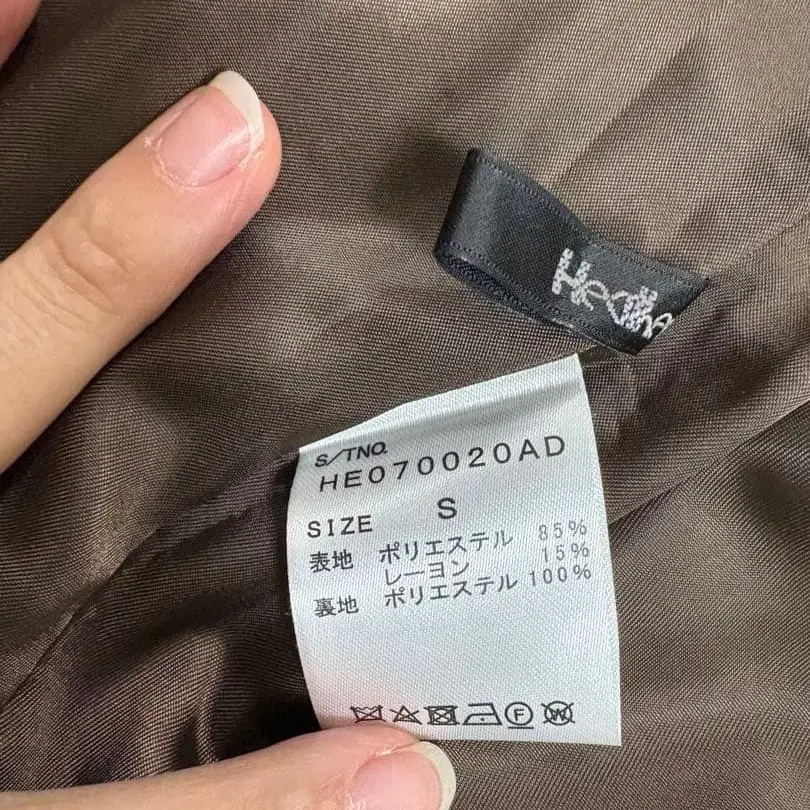 S/TNO.
HE070020AD
SIZE S
表地 ポリエステル 85%
レーヨン 15%
裏地 ポリエステル 100%
F
W